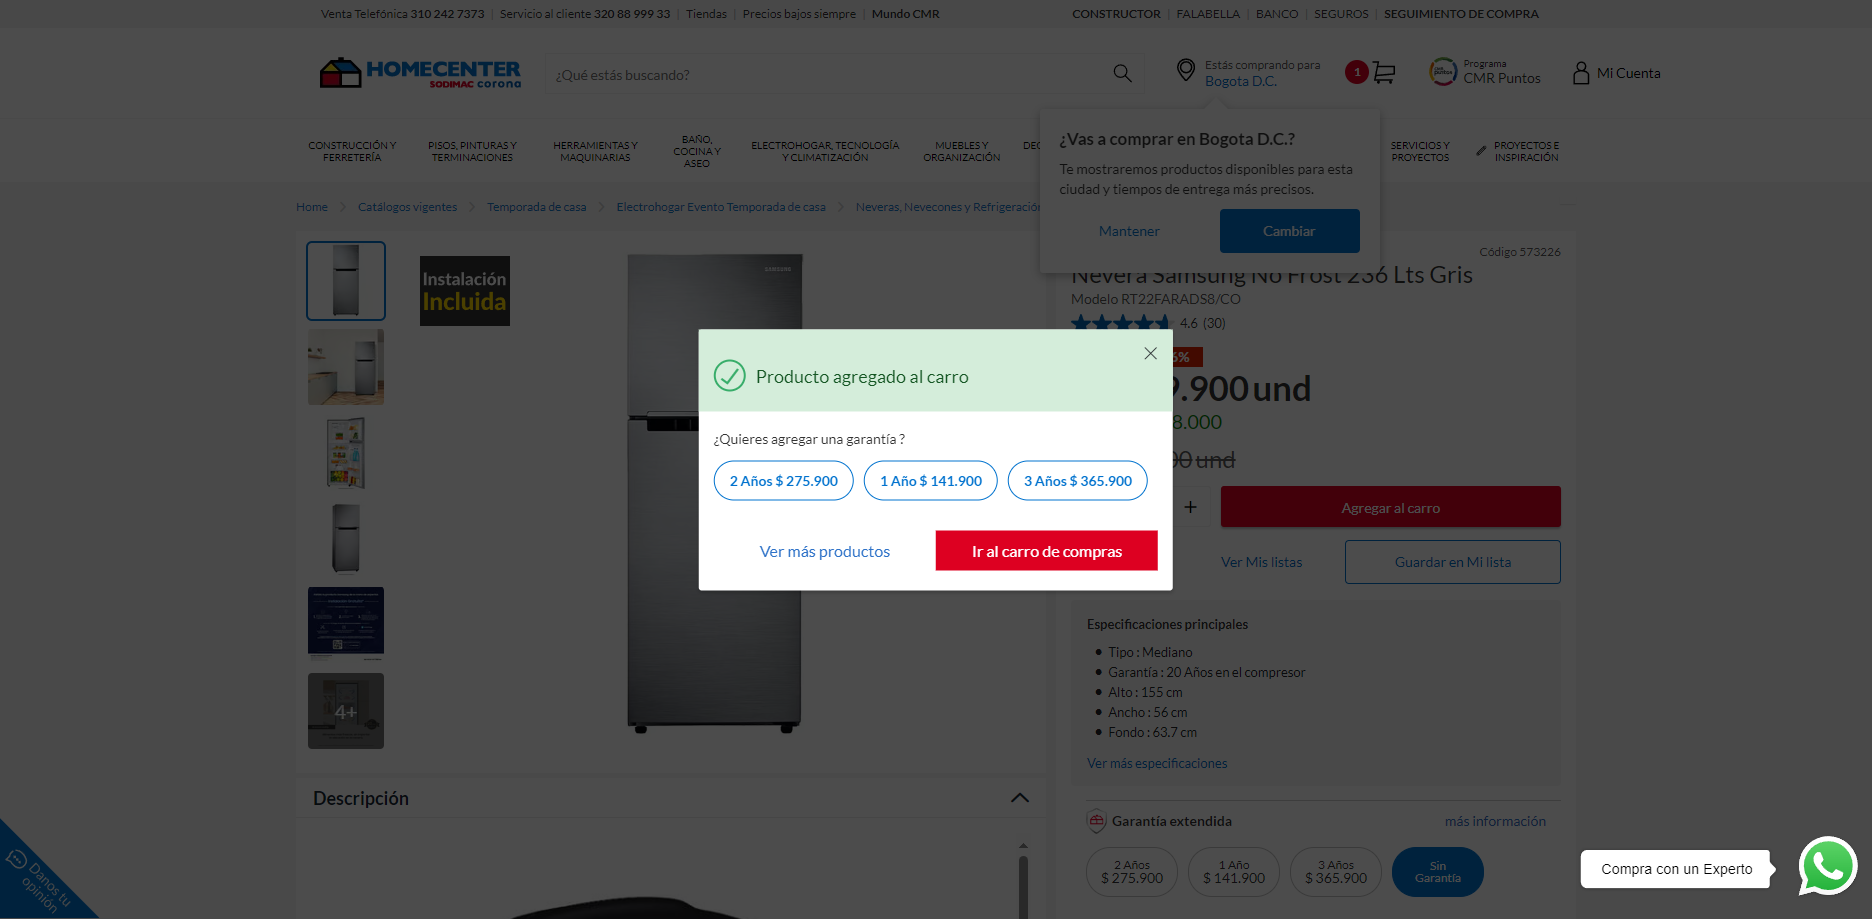 Venta Telefónica 310 242 7373 | Servicio al cliente 320 88 999 33 | Tiendas | Precios bajos siempre | Mundo CMR
CONSTRUCTOR | FALABELLA | BANCO | SEGUROS | SEGUIMIENTO DE COMPRA
HOMECENTER
SODIMAC corona
¿Qué estás buscando?
Estás comprando para
Bogota D.C.
1
Programa
CMR Puntos
Mi Cuenta
CONSTRUCCIÓN Y
FERRETERÍA
PISOS, PINTURAS Y
TERMINACIONES
HERRAMIENTAS Y
MAQUINARIAS
BAÑO,
COCINA Y
ASEO
ELECTROHOGAR, TECNOLOGÍA
Y CLIMATIZACIÓN
MUEBLES Y
ORGANIZACIÓN
SERVICIOS Y
PROYECTOS
PROYECTOS E
INSPIRACIÓN
¿Vas a comprar en Bogota D.C.?
Te mostraremos productos disponibles para esta
ciudad y tiempos de entrega más precisos.
Mantener
Cambiar
Home > Catálogos vigentes > Temporada de casa > Electrohogar Evento Temporada de casa > Neveras, Nevecones y Refrigeración
Instalación
Incluida
SAMSUNG
4+
Código 573226
Nevera Samsung No Frost 236 Lts Gris
Modelo RT22FARADS8/CO
4.6 (30)
6%
9.900 und
8.000
00 und
+
Agregar al carro
Ver Mis listas
Guardar en Mi lista
Producto agregado al carro
¿Quieres agregar una garantía ?
2 Años $ 275.900
1 Año $ 141.900
3 Años $ 365.900
Ver más productos
Ir al carro de compras
Especificaciones principales
• Tipo : Mediano
• Garantía : 20 Años en el compresor
• Alto : 155 cm
• Ancho : 56 cm
• Fondo : 63.7 cm
Ver más especificaciones
Descripción
Garantía extendida
más información
2 Años
$ 275.900
1 Año
$ 141.900
3 Años
$ 365.900
Sin
Garantía
Danos tu
opinión
Compra con un Experto